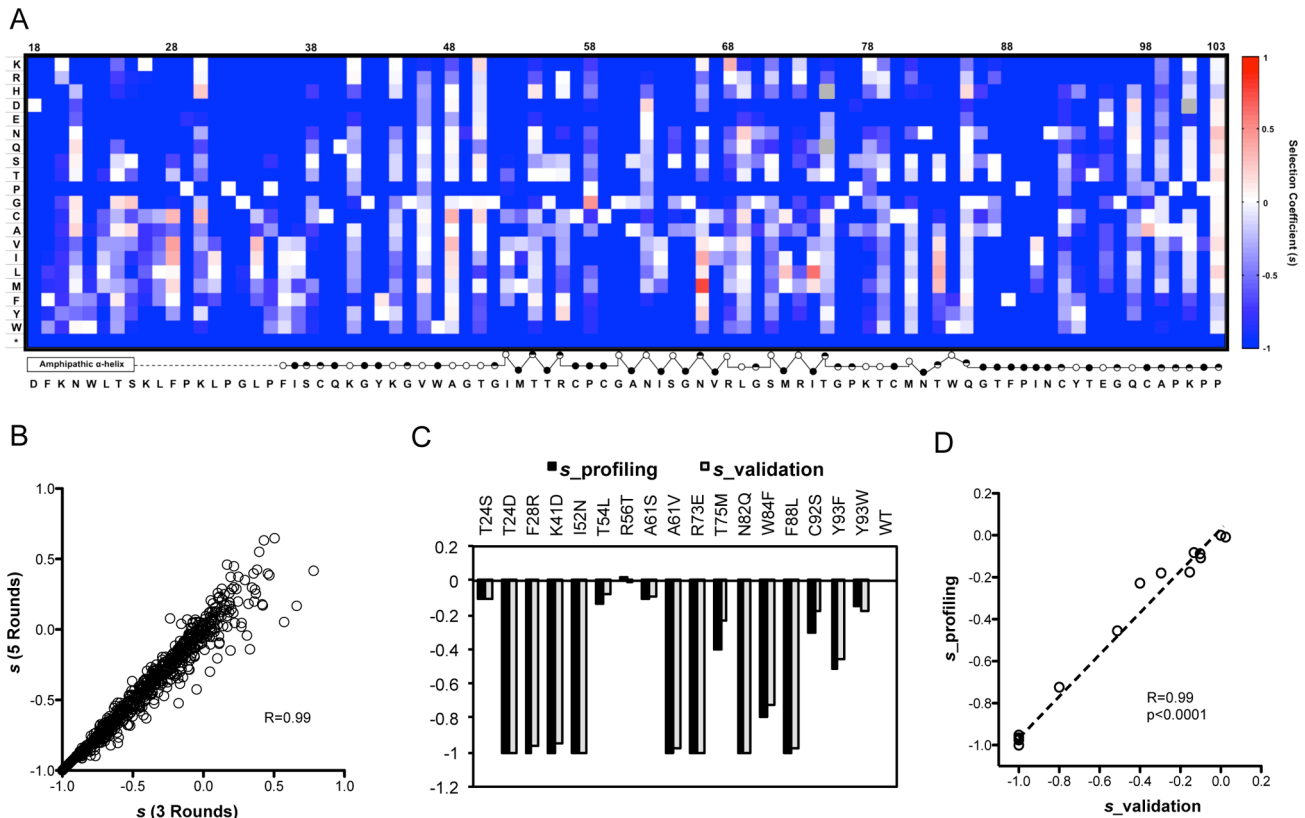 A
18 28 38 48 58 68 78 88 98 103
K
R
H
D
E
N
Q
S
T
P
G
C
A
V
I
L
M
F
Y
W
*
1
0.5
0
-0.5
-1
Selection Coefficient (s)
Amphipathic α-helix
D F K N W L T S K L F P K L P G L P F I S C Q K G Y K G V W A G T G I M T T R C P C G A N I S G N V R L G S M R I T G P K T C M N T W Q G T F P I N C Y T E G Q C A P K P P
B
1.0
0.5
0.0
-0.5
-1.0
s (5 Rounds)
R=0.99
-1.0 -0.5 0.0 0.5 1.0
s (3 Rounds)
C
s_profiling s_validation
T24S T24D F28R K41D I52N T54L R56T A61S A61V R73E T75M N82Q W84F F88L C92S Y93F Y93W WT
0.2
0
-0.2
-0.4
-0.6
-0.8
-1
-1.2
D
0.2
0.0
-0.2
-0.4
-0.6
-0.8
-1.0
s_profiling
R=0.99
p<0.0001
-1.0 -0.8 -0.6 -0.4 -0.2 0.0 0.2
s_validation